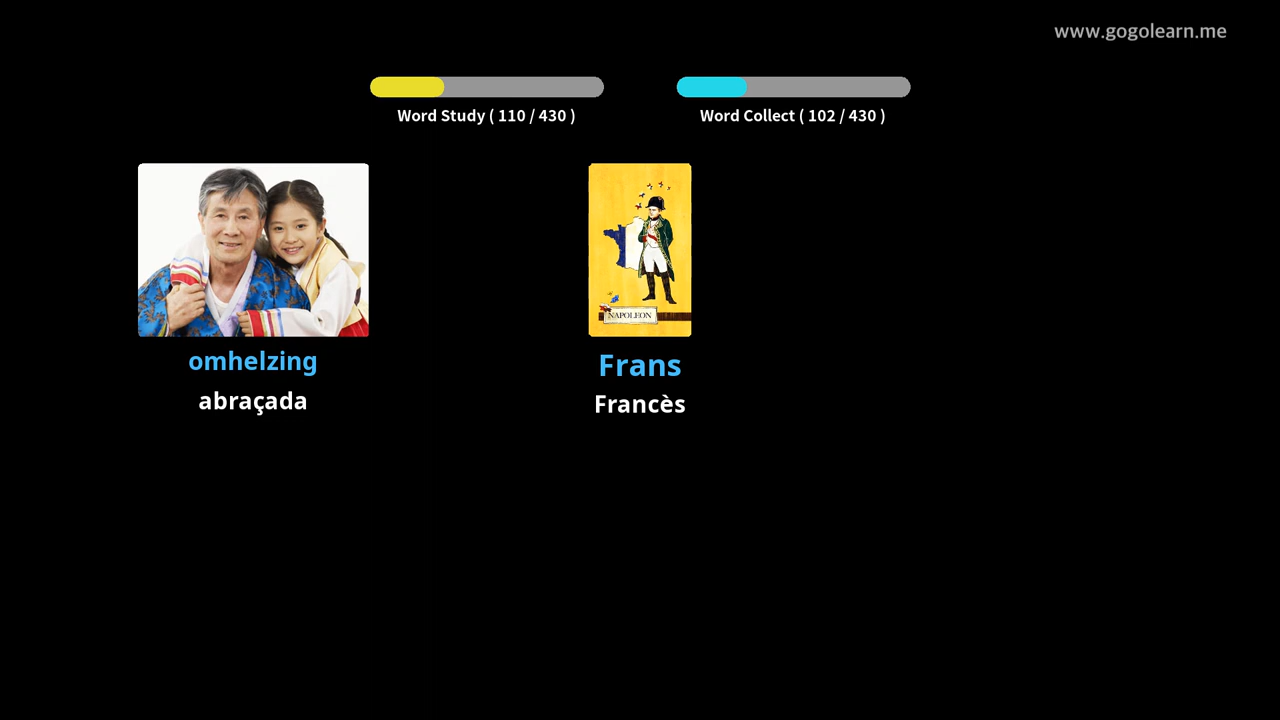 www.gogolearn.me
Word Study ( 110 / 430 )
Word Collect ( 102 / 430 )
NAPOLEON
omhelzing
abraçada
Frans
Francès